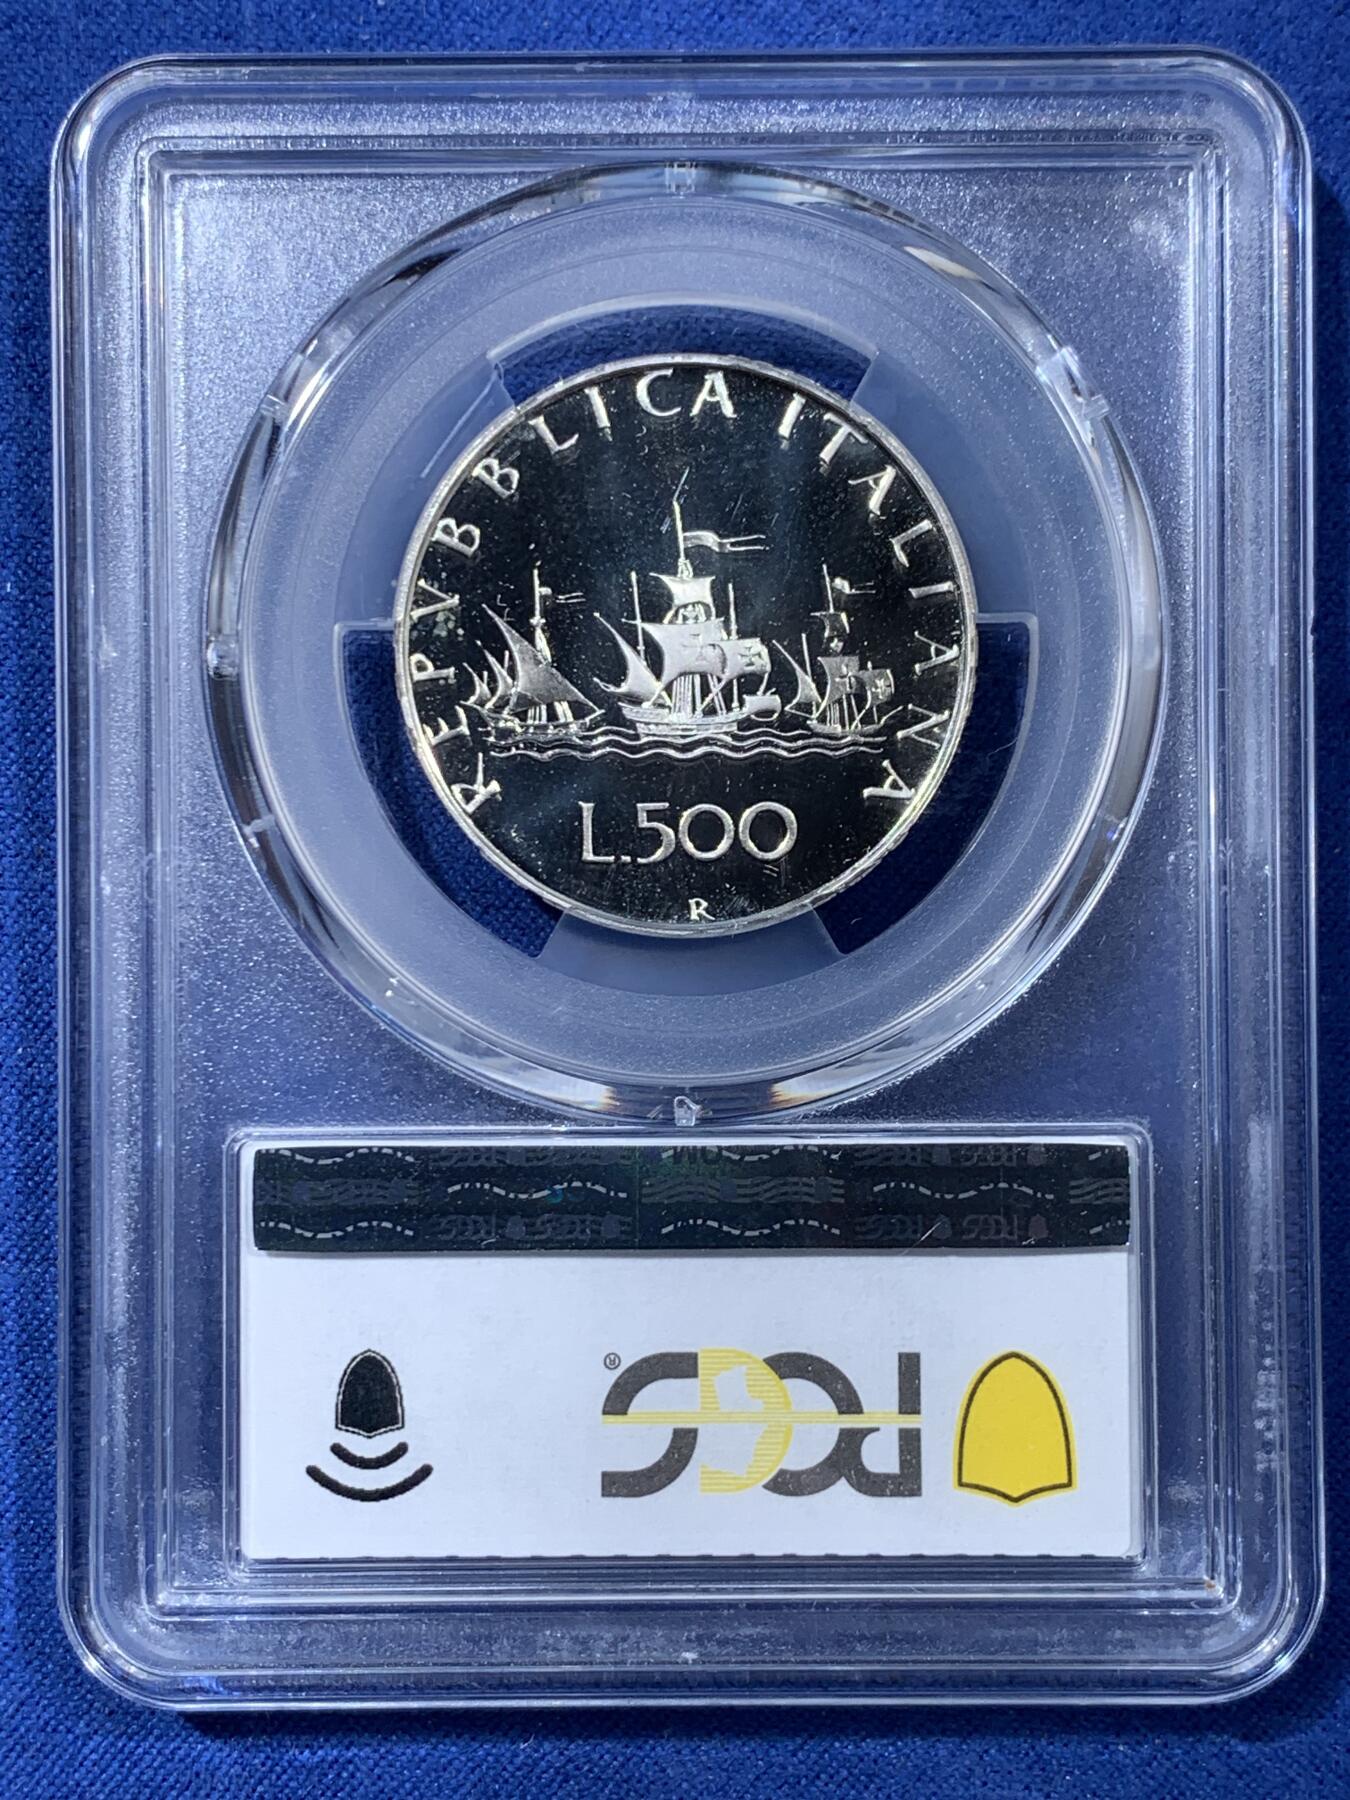 REPVBBLICA ITALIANA
L.500
R
PCGS
®